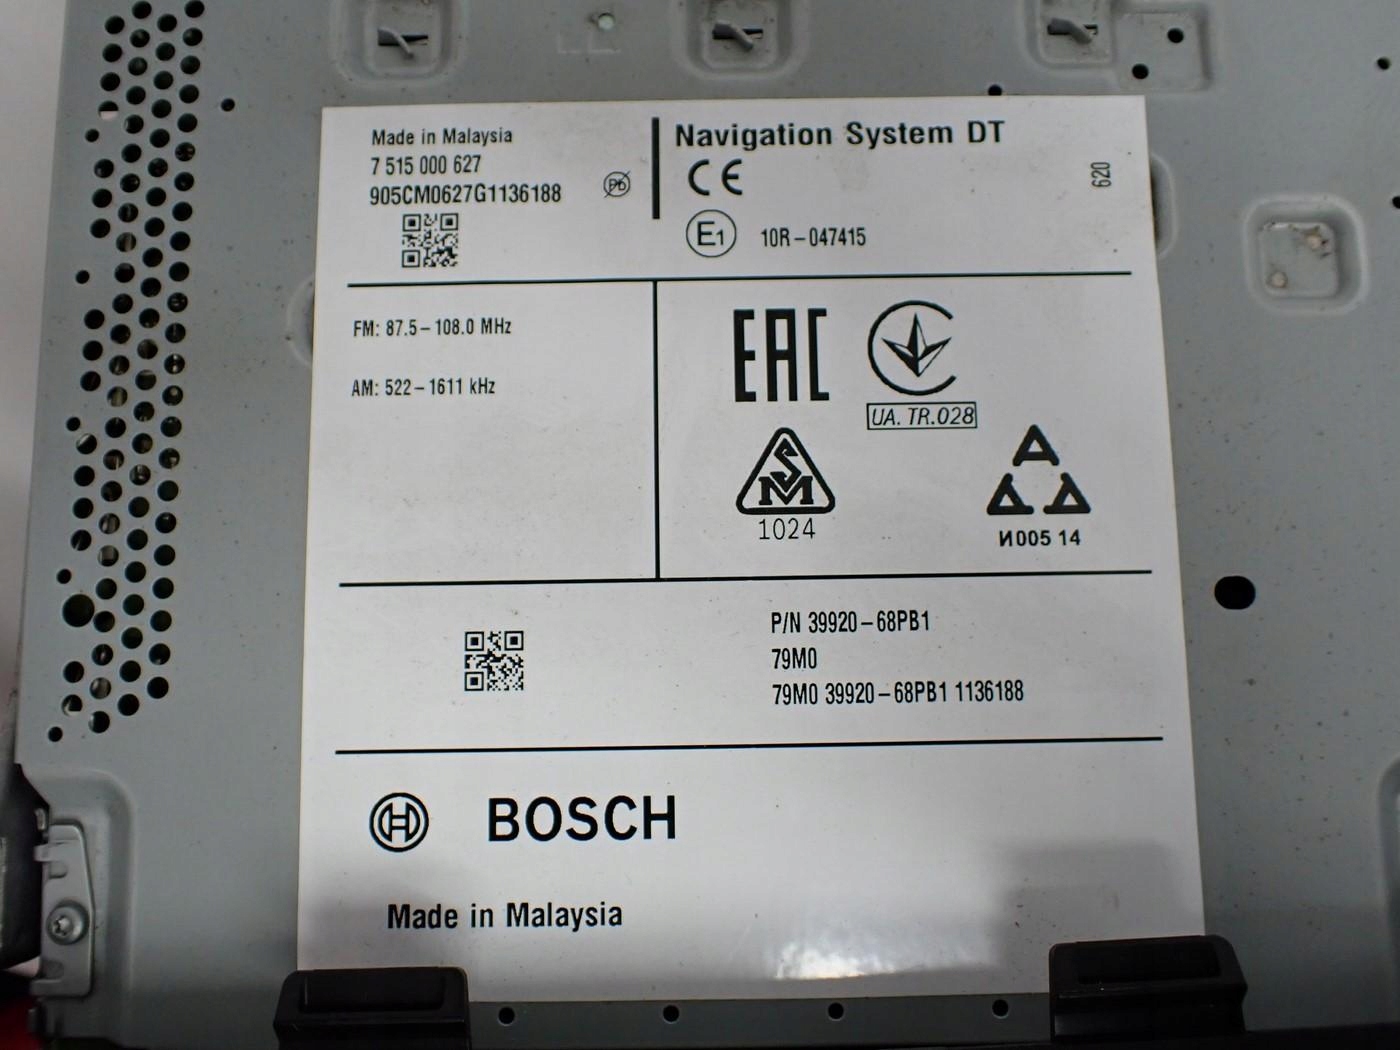 Made in Malaysia
7 515 000 627
905CM0627G1136188
Pb
Navigation System DT
CE
E1 10R-047415
620
FM: 87.5-108.0 MHz
AM: 522-1611 kHz
EAC
UA. TR.028
SM
1024
И005 14
P/N 39920-68PB1
79M0
79M0 39920-68PB1 1136188
BOSCH
Made in Malaysia